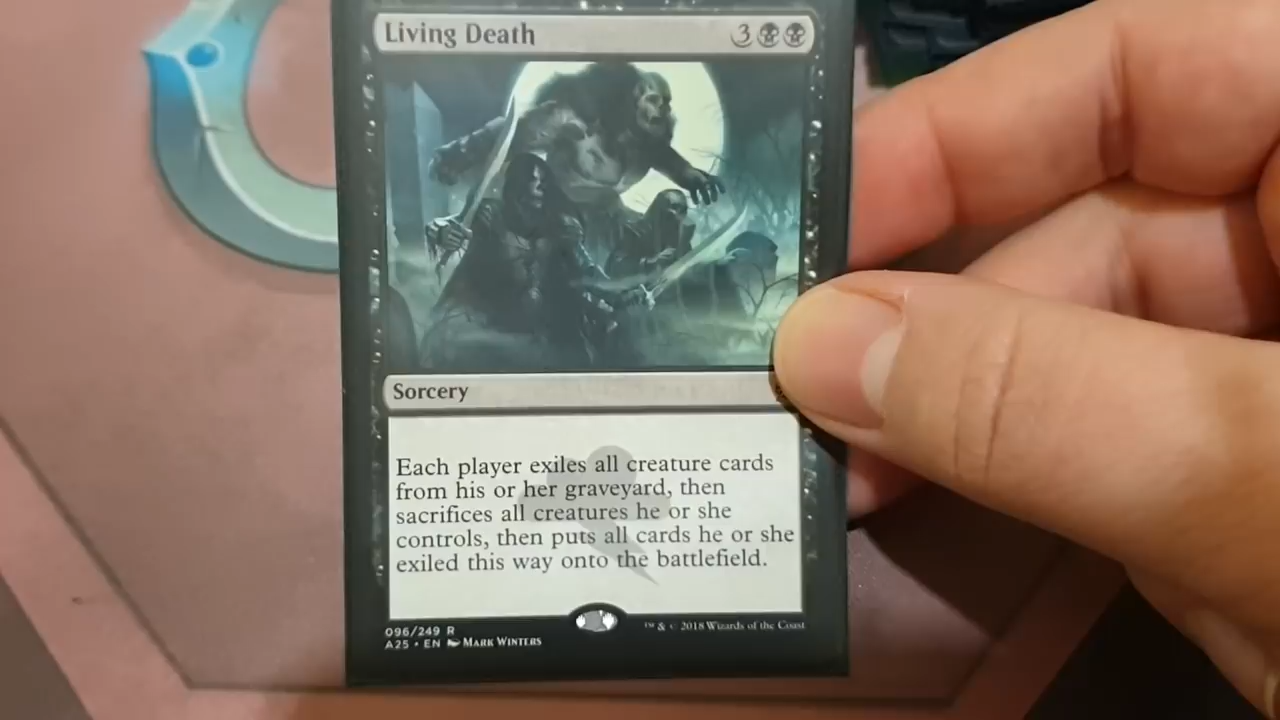 Living Death 3
Sorcery
Each player exiles all creature cards
from his or her graveyard, then
sacrifices all creatures he or she
controls, then puts all cards he or she
exiled this way onto the battlefield.
096/249 R
A25 • EN Mark Winters
™ & © 2018 Wizards of the Coast